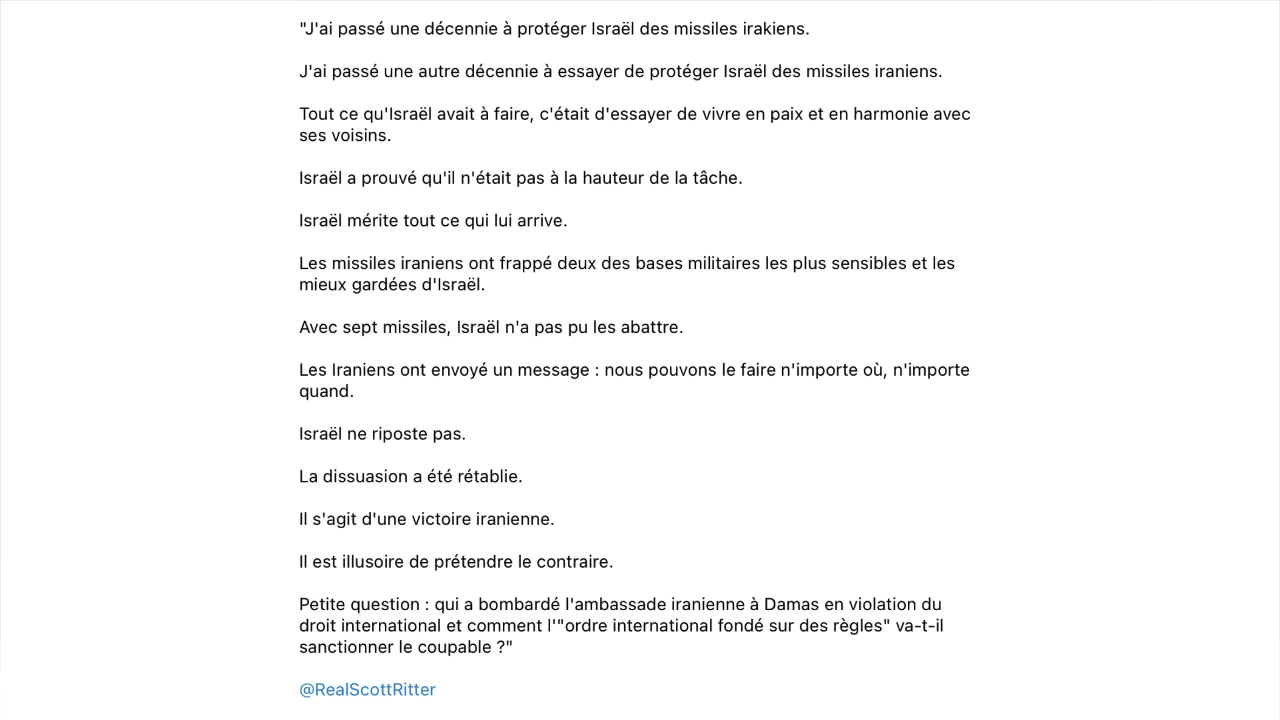 "J'ai passé une décennie à protéger Israël des missiles irakiens.
J'ai passé une autre décennie à essayer de protéger Israël des missiles iraniens.
Tout ce qu'Israël avait à faire, c'était d'essayer de vivre en paix et en harmonie avec
ses voisins.
Israël a prouvé qu'il n'était pas à la hauteur de la tâche.
Israël mérite tout ce qui lui arrive.
Les missiles iraniens ont frappé deux des bases militaires les plus sensibles et les
mieux gardées d'Israël.
Avec sept missiles, Israël n'a pas pu les abattre.
Les Iraniens ont envoyé un message : nous pouvons le faire n'importe où, n'importe
quand.
Israël ne riposte pas.
La dissuasion a été rétablie.
Il s'agit d'une victoire iranienne.
Il est illusoire de prétendre le contraire.
Petite question : qui a bombardé l'ambassade iranienne à Damas en violation du
droit international et comment l'"ordre international fondé sur des règles" va-t-il
sanctionner le coupable ?"
@RealScottRitter